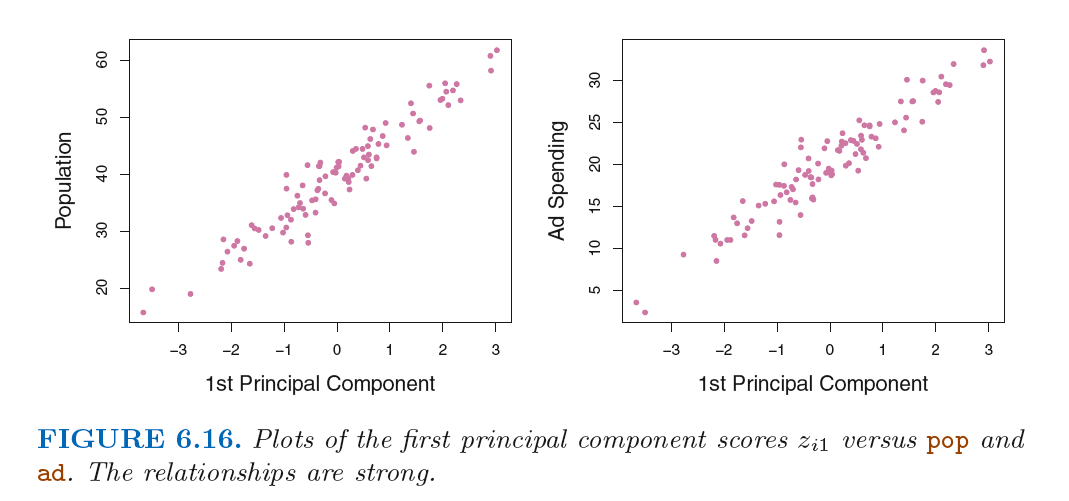 Population
20
30
40
50
60
−3 −2 −1 0 1 2 3
1st Principal Component
Ad Spending
5
10
15
20
25
30
−3 −2 −1 0 1 2 3
1st Principal Component
FIGURE 6.16. Plots of the first principal component scores zi1 versus pop and
ad. The relationships are strong.